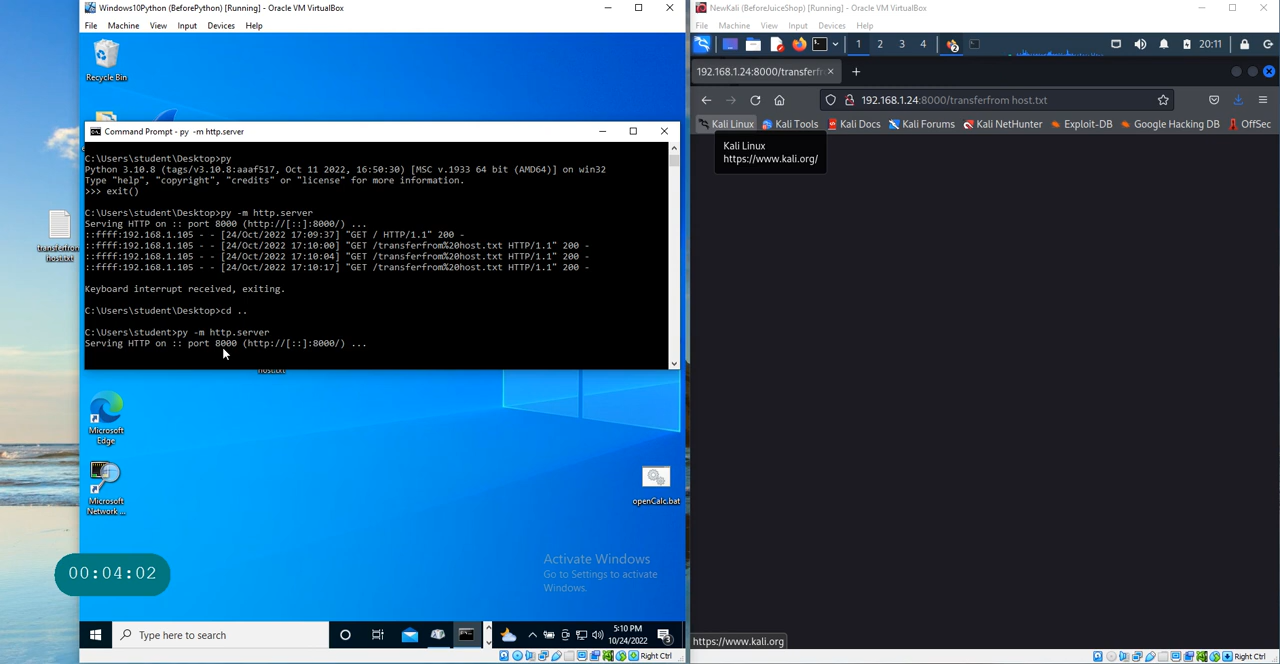 Windows10Python (BeforePython) [Running] - Oracle VM VirtualBox
File Machine View Input Devices Help
Recycle Bin
Command Prompt - py -m http.server
C:\Users\student\Desktop>py
Python 3.10.8 (tags/v3.10.8:aaaf517, Oct 11 2022, 16:50:30) [MSC v.1933 64 bit (AMD64)] on win32
Type "help", "copyright", "credits" or "license" for more information.
>>> exit()
C:\Users\student\Desktop>py -m http.server
Serving HTTP on :: port 8000 (http://[::]:8000/) ...
::ffff:192.168.1.105 - - [24/Oct/2022 17:09:37] "GET / HTTP/1.1" 200 -
::ffff:192.168.1.105 - - [24/Oct/2022 17:10:00] "GET /transferfrom%20host.txt HTTP/1.1" 200 -
::ffff:192.168.1.105 - - [24/Oct/2022 17:10:04] "GET /transferfrom%20host.txt HTTP/1.1" 200 -
::ffff:192.168.1.105 - - [24/Oct/2022 17:10:17] "GET /transferfrom%20host.txt HTTP/1.1" 200 -
Keyboard interrupt received, exiting.
C:\Users\student\Desktop>cd ..
C:\Users\student>py -m http.server
Serving HTTP on :: port 8000 (http://[::]:8000/) ...
transferfrom
host.txt
host.txt
Microsoft
Edge
Microsoft
Network ...
openCalc.bat
00:04:02
Activate Windows
Go to Settings to activate
Windows.
Type here to search
5:10 PM
10/24/2022
3
Right Ctrl
NewKali (BeforeJuiceShop) [Running] - Oracle VM VirtualBox
File Machine View Input Devices Help
1 2 3 4
2
20:11
192.168.1.24:8000/transferfr
192.168.1.24:8000/transferfrom host.txt
Kali Linux Kali Tools Kali Docs Kali Forums Kali NetHunter Exploit-DB Google Hacking DB OffSec
Kali Linux
https://www.kali.org/
https://www.kali.org
Right Ctrl